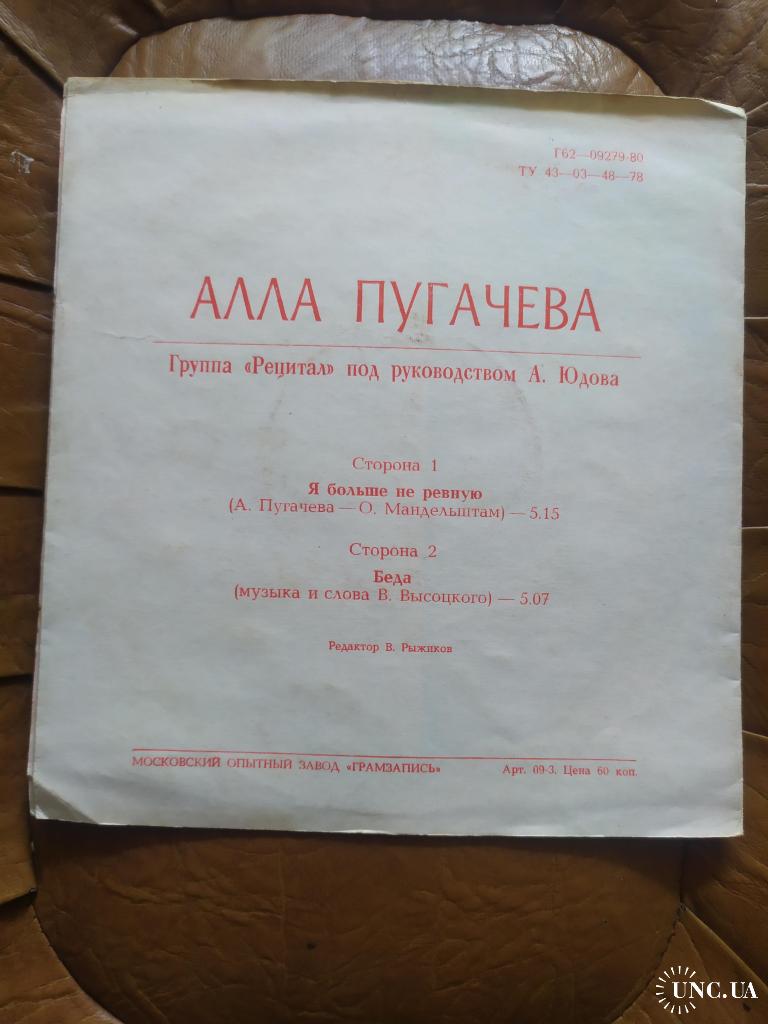 Г62—09279-80
ТУ 43—03—48—78
АЛЛА ПУГАЧЕВА
Группа «Рецитал» под руководством А. Юдова
Сторона 1
Я больше не ревную
(А. Пугачева — О. Мандельштам) — 5.15
Сторона 2
Беда
(музыка и слова В. Высоцкого) — 5.07
Редактор В. Рыжиков
МОСКОВСКИЙ ОПЫТНЫЙ ЗАВОД «ГРАМЗАПИСЬ» Арт. 09-3. Цена 60 коп.
UNC.UA